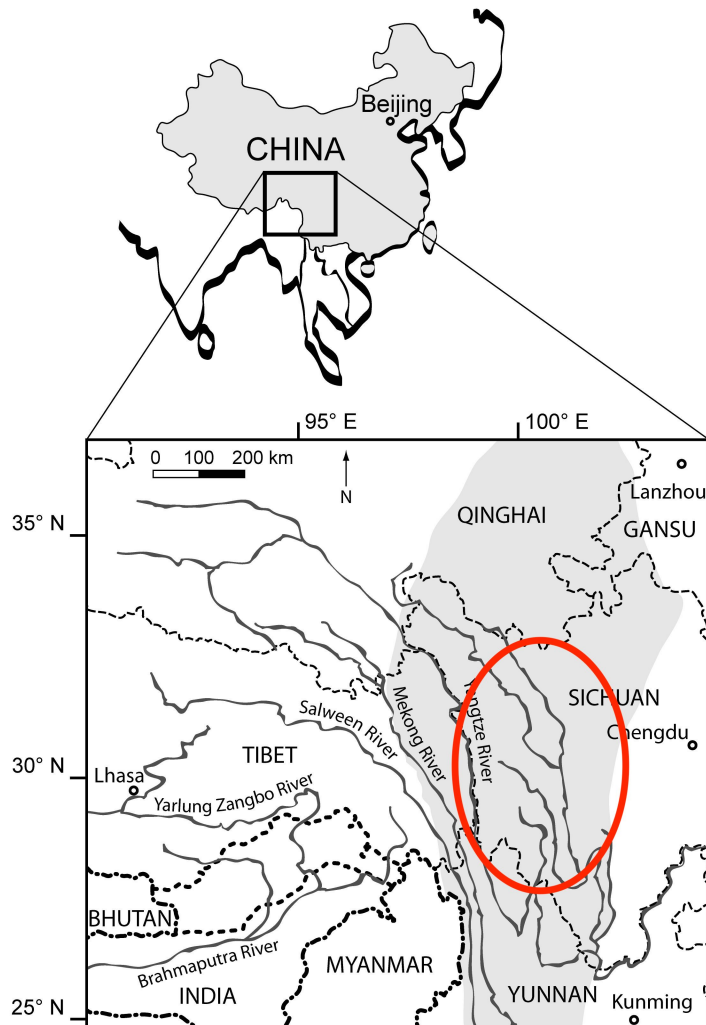 Beijing
CHINA
95° E
100° E
0 100 200 km
N
Lanzhou
35° N
QINGHAI
GANSU
SICHUAN
Yangtze River
Mekong River
Salween River
Chengdu
TIBET
30° N
Lhasa
Yarlung Zangbo River
BHUTAN
Brahmaputra River
MYANMAR
INDIA
YUNNAN
Kunming
25° N